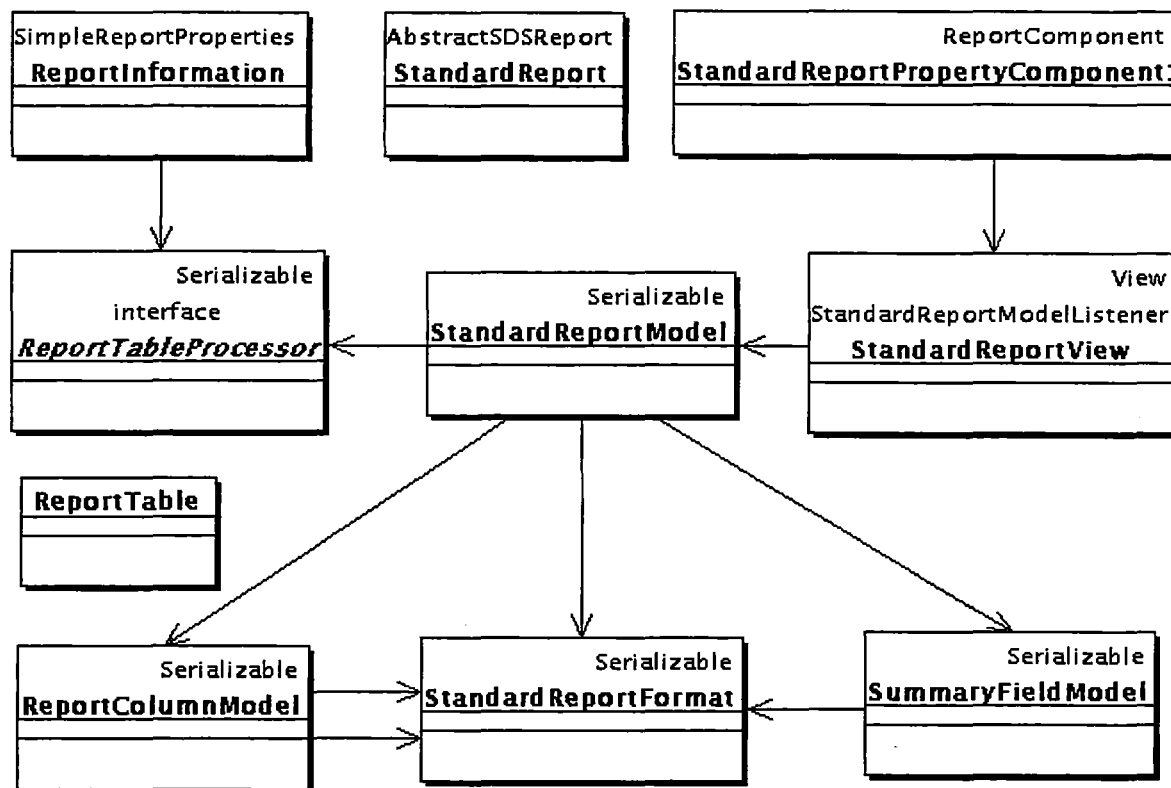 SimpleReportProperties
ReportInformation
AbstractSDSReport
StandardReport
ReportComponent
StandardReportPropertyComponent1
Serializable
interface
ReportTableProcessor
Serializable
StandardReportModel
View
StandardReportModelListener
StandardReportView
ReportTable
Serializable
ReportColumnModel
Serializable
StandardReportFormat
Serializable
SummaryFieldModel